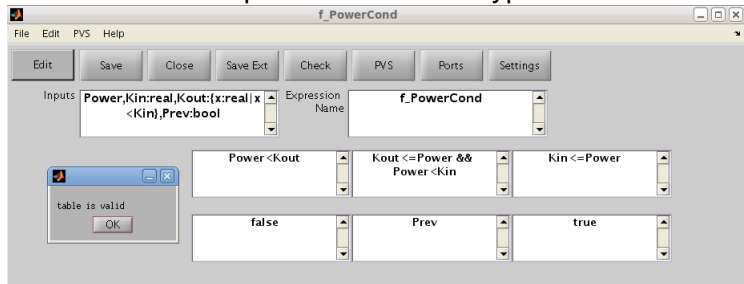 f_PowerCond
File Edit PVS Help
Edit Save Close Save Ext Check PVS Ports Settings
Inputs Power,Kin:real,Kout:{x:real|x Expression f_PowerCond
<Kin},Prev:bool Name
Power<Kout Kout<=Power && Kin<=Power
Power<Kin
table is valid
OK
false Prev true